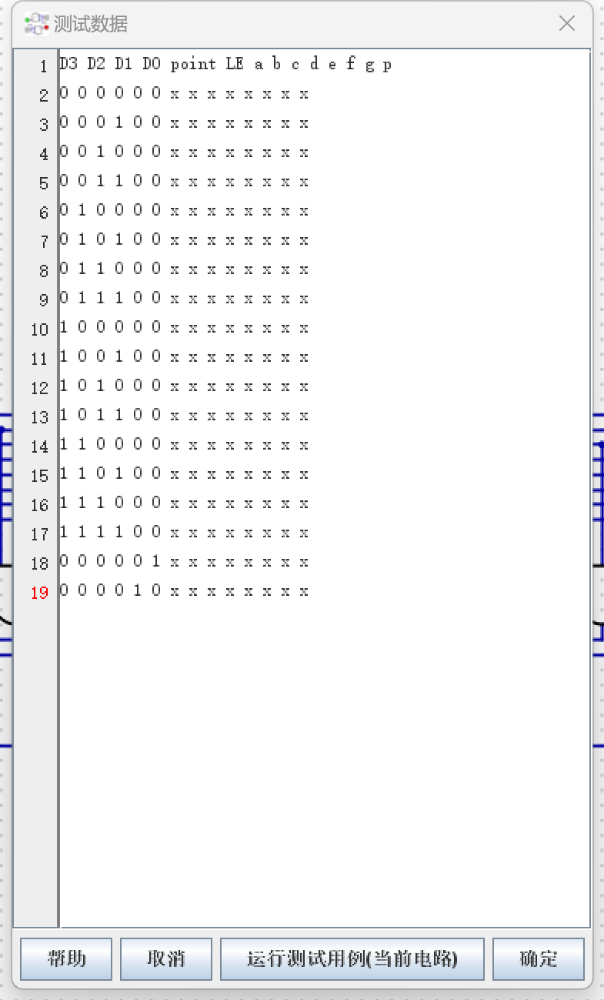 测试数据
1 D3 D2 D1 D0 point LE a b c d e f g p
2 0 0 0 0 0 0 x x x x x x x x
3 0 0 0 1 0 0 x x x x x x x x
4 0 0 1 0 0 0 x x x x x x x x
5 0 0 1 1 0 0 x x x x x x x x
6 0 1 0 0 0 0 x x x x x x x x
7 0 1 0 1 0 0 x x x x x x x x
8 0 1 1 0 0 0 x x x x x x x x
9 0 1 1 1 0 0 x x x x x x x x
10 1 0 0 0 0 0 x x x x x x x x
11 1 0 0 1 0 0 x x x x x x x x
12 1 0 1 0 0 0 x x x x x x x x
13 1 0 1 1 0 0 x x x x x x x x
14 1 1 0 0 0 0 x x x x x x x x
15 1 1 0 1 0 0 x x x x x x x x
16 1 1 1 0 0 0 x x x x x x x x
17 1 1 1 1 0 0 x x x x x x x x
18 0 0 0 0 0 1 x x x x x x x x
19 0 0 0 0 1 0 x x x x x x x x
帮助 取消 运行测试用例(当前电路) 确定